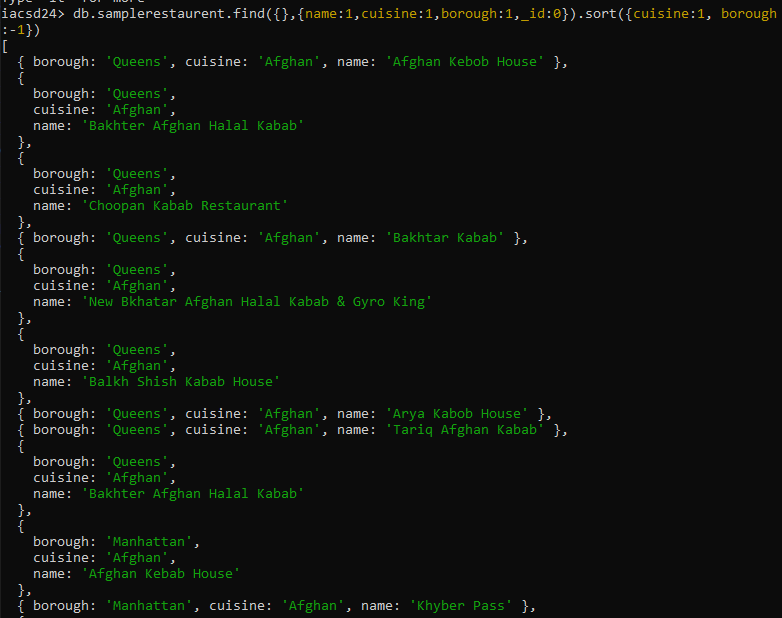 Type "it" for more
iacsd24> db.samplerestaurent.find({},{name:1,cuisine:1,borough:1,_id:0}).sort({cuisine:1, borough
:-1})
[
  { borough: 'Queens', cuisine: 'Afghan', name: 'Afghan Kebob House' },
  {
    borough: 'Queens',
    cuisine: 'Afghan',
    name: 'Bakhter Afghan Halal Kabab'
  },
  {
    borough: 'Queens',
    cuisine: 'Afghan',
    name: 'Choopan Kabab Restaurant'
  },
  { borough: 'Queens', cuisine: 'Afghan', name: 'Bakhtar Kabab' },
  {
    borough: 'Queens',
    cuisine: 'Afghan',
    name: 'New Bkhatar Afghan Halal Kabab & Gyro King'
  },
  {
    borough: 'Queens',
    cuisine: 'Afghan',
    name: 'Balkh Shish Kabab House'
  },
  { borough: 'Queens', cuisine: 'Afghan', name: 'Arya Kabob House' },
  { borough: 'Queens', cuisine: 'Afghan', name: 'Tariq Afghan Kabab' },
  {
    borough: 'Queens',
    cuisine: 'Afghan',
    name: 'Bakhter Afghan Halal Kabab'
  },
  {
    borough: 'Manhattan',
    cuisine: 'Afghan',
    name: 'Afghan Kebab House'
  },
  { borough: 'Manhattan', cuisine: 'Afghan', name: 'Khyber Pass' },
  {